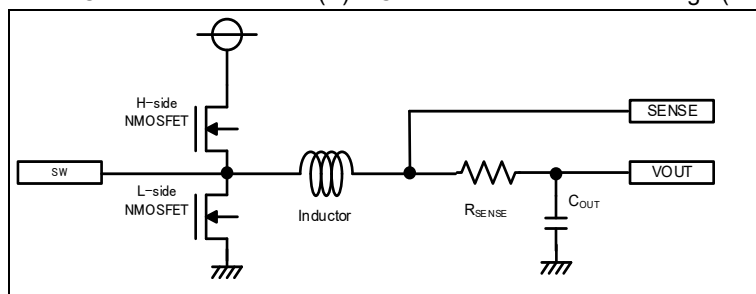 H-side
NMOSFET
SENSE
SW
VOUT
L-side
NMOSFET
Inductor
RSENSE
COUT